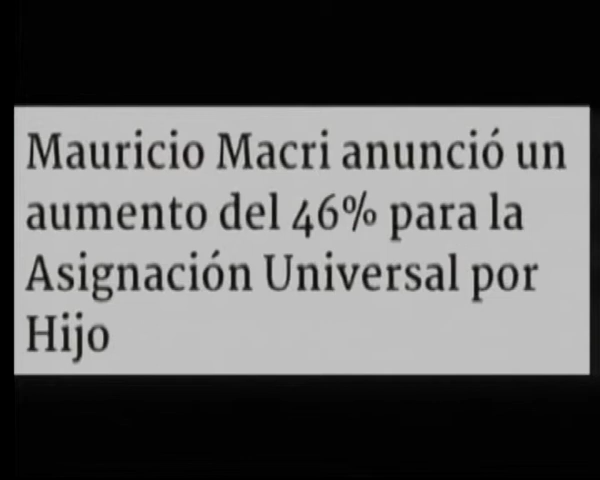 Mauricio Macri anunció un
aumento del 46% para la
Asignación Universal por
Hijo